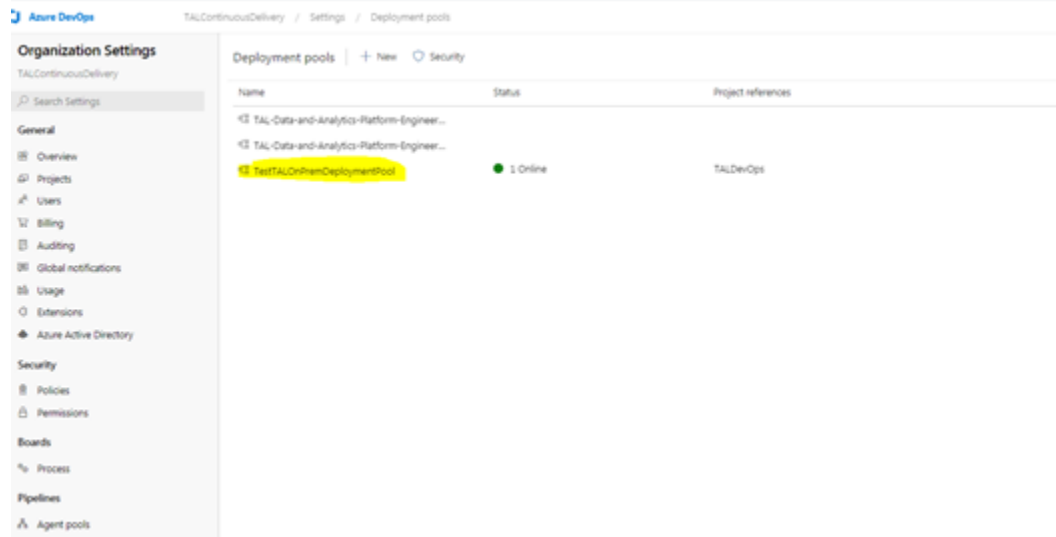 Azure DevOps
TALContinuousDelivery / Settings / Deployment pools
Organization Settings
TALContinuousDelivery
Search Settings
General
Overview
Projects
Users
Billing
Auditing
Global notifications
Usage
Extensions
Azure Active Directory
Security
Policies
Permissions
Boards
Process
Pipelines
Agent pools
Deployment pools | + New Security
Name Status Project references
TAL-Data-and-Analytics-Platform-Engineer...
TAL-Data-and-Analytics-Platform-Engineer...
TestTALOnPremDeploymentPool 1 Online TALDevOps